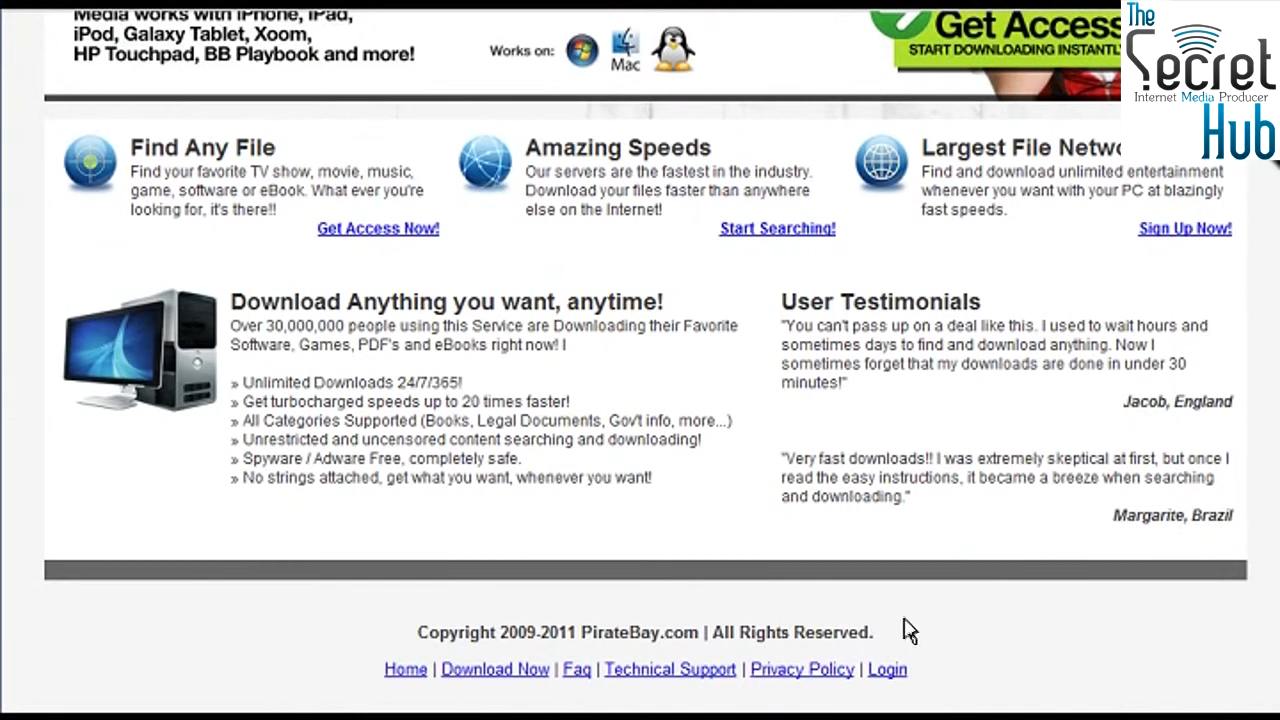 Media works with iPhone, iPad,
iPod, Galaxy Tablet, Xoom,
HP Touchpad, BB Playbook and more!
Works on:
Mac
Get Access
START DOWNLOADING INSTANTLY
The
Secret
Internet Media Producer
Hub
Find Any File
Find your favorite TV show, movie, music,
game, software or eBook. What ever you're
looking for, it's there!!
Get Access Now!
Amazing Speeds
Our servers are the fastest in the industry.
Download your files faster than anywhere
else on the Internet!
Start Searching!
Largest File Netwo
Find and download unlimited entertainment
whenever you want with your PC at blazingly
fast speeds.
Sign Up Now!
Download Anything you want, anytime!
Over 30,000,000 people using this Service are Downloading their Favorite
Software, Games, PDF's and eBooks right now! I
» Unlimited Downloads 24/7/365!
» Get turbocharged speeds up to 20 times faster!
» All Categories Supported (Books, Legal Documents, Gov't info, more...)
» Unrestricted and uncensored content searching and downloading!
» Spyware / Adware Free, completely safe.
» No strings attached, get what you want, whenever you want!
User Testimonials
"You can't pass up on a deal like this. I used to wait hours and
sometimes days to find and download anything. Now I
sometimes forget that my downloads are done in under 30
minutes!"
Jacob, England
"Very fast downloads!! I was extremely skeptical at first, but once I
read the easy instructions, it became a breeze when searching
and downloading."
Margarite, Brazil
Copyright 2009-2011 PirateBay.com | All Rights Reserved.
Home | Download Now | Faq | Technical Support | Privacy Policy | Login